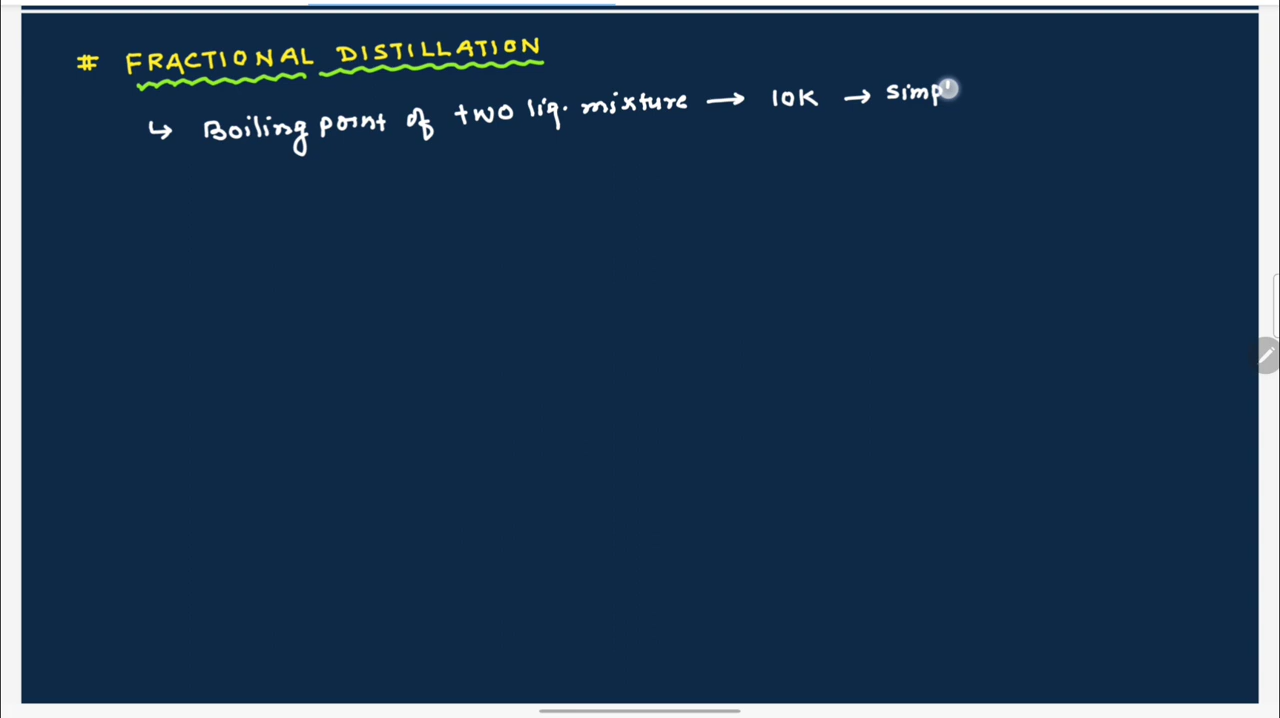 # FRACTIONAL DISTILLATION
↳ Boiling point of two liq. mixture → 10K → simp